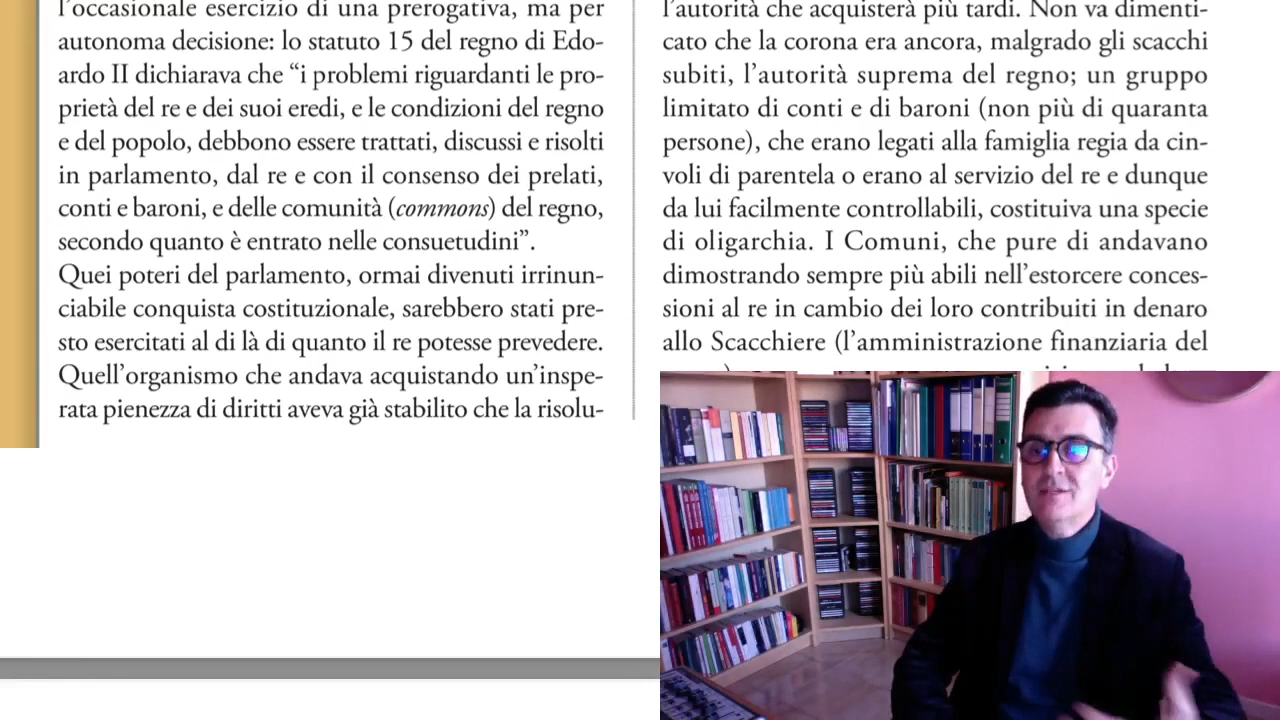 l'occasionale esercizio di una prerogativa, ma per
autonoma decisione: lo statuto 15 del regno di Edo-
ardo II dichiarava che “i problemi riguardanti le pro-
prietà del re e dei suoi eredi, e le condizioni del regno
e del popolo, debbono essere trattati, discussi e risolti
in parlamento, dal re e con il consenso dei prelati,
conti e baroni, e delle comunità (commons) del regno,
secondo quanto è entrato nelle consuetudini”.
Quei poteri del parlamento, ormai divenuti irrinun-
ciabile conquista costituzionale, sarebbero stati pre-
sto esercitati al di là di quanto il re potesse prevedere.
Quell'organismo che andava acquistando un'inspe-
rata pienezza di diritti aveva già stabilito che la risolu-
l'autorità che acquisterà più tardi. Non va dimenti-
cato che la corona era ancora, malgrado gli scacchi
subiti, l'autorità suprema del regno; un gruppo
limitato di conti e di baroni (non più di quaranta
persone), che erano legati alla famiglia regia da cin-
voli di parentela o erano al servizio del re e dunque
da lui facilmente controllabili, costituiva una specie
di oligarchia. I Comuni, che pure di andavano
dimostrando sempre più abili nell'estorcere conces-
sioni al re in cambio dei loro contribuiti in denaro
allo Scacchiere (l'amministrazione finanziaria del